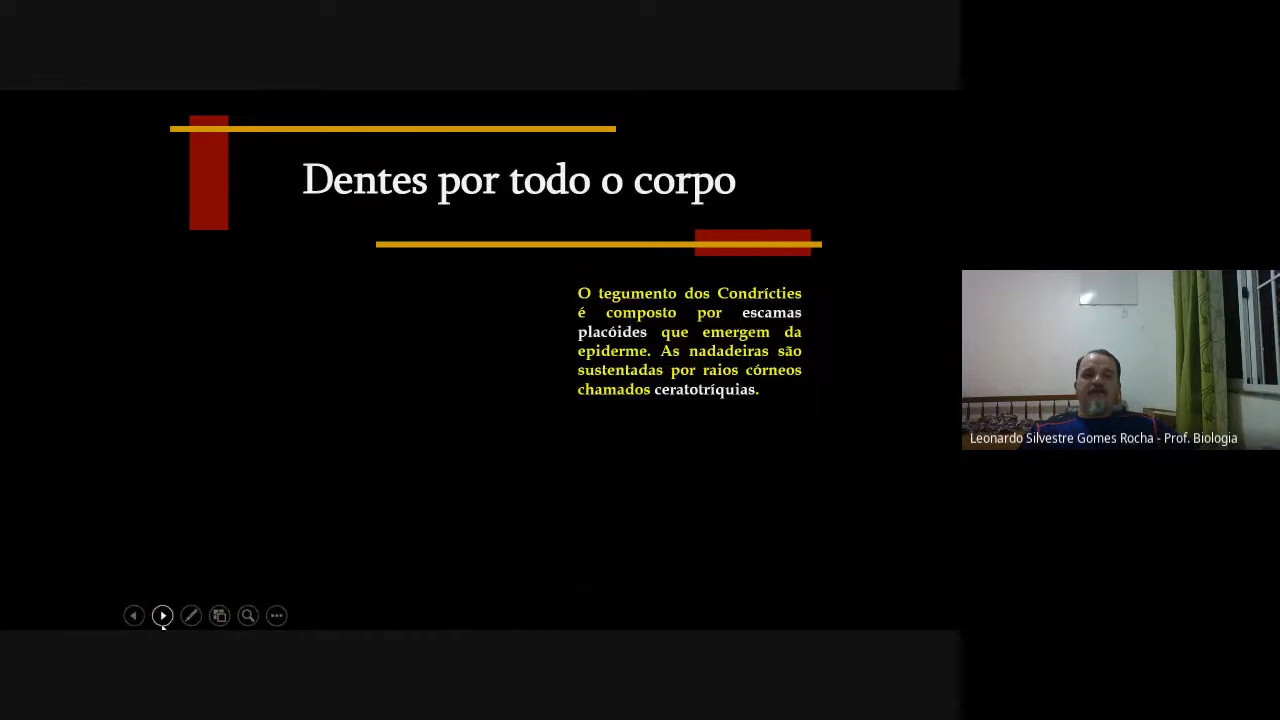 Dentes por todo o corpo
O tegumento dos Condrícties
é composto por escamas
placóides que emergem da
epiderme. As nadadeiras são
sustentadas por raios córneos
chamados ceratotríquias.
Leonardo Silvestre Gomes Rocha - Prof. Biologia